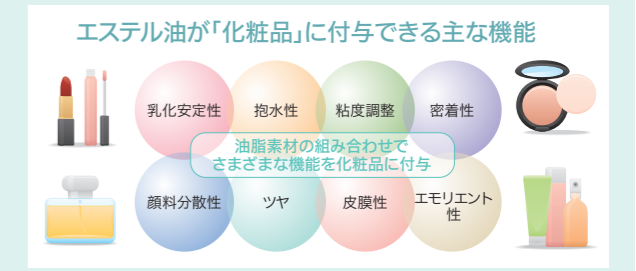 エステル油が「化粧品」に付与できる主な機能
乳化安定性
抱水性
粘度調整
密着性
油脂素材の組み合わせで
さまざまな機能を化粧品に付与
顔料分散性
ツヤ
皮膜性
エモリエント
性